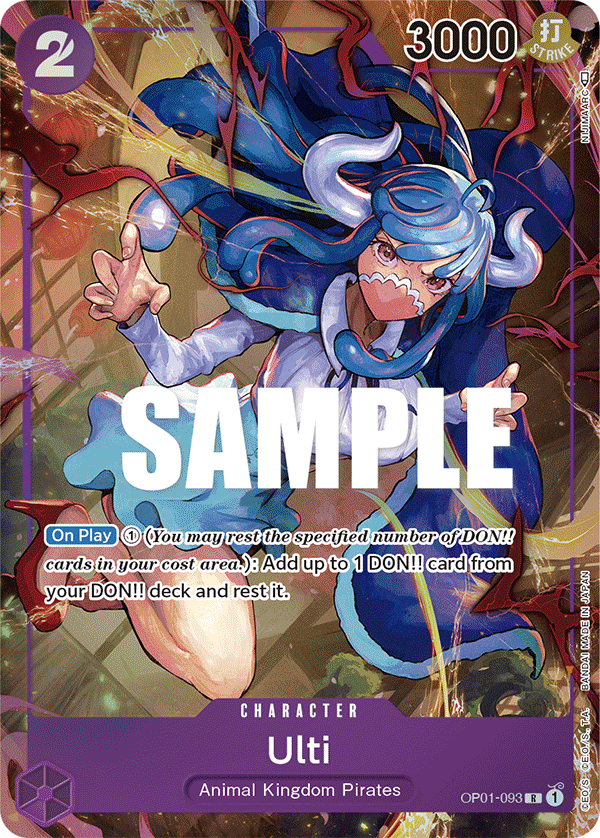 2
3000
打
STRIKE
NIJIMAARC
SAMPLE
On Play ① (You may rest the specified number of DON!!
cards in your cost area.): Add up to 1 DON!! card from
your DON!! deck and rest it.
CHARACTER
Ulti
Animal Kingdom Pirates
OP01-093 R 1
©E.O./S. ©E.O./S.,T.A. BANDAI MADE IN JAPAN